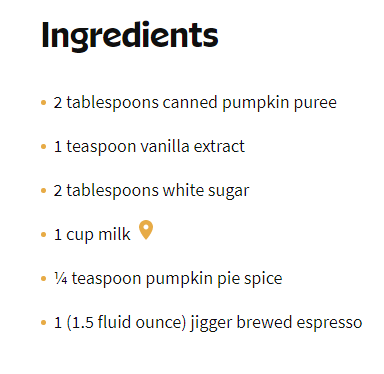 Ingredients
2 tablespoons canned pumpkin puree
1 teaspoon vanilla extract
2 tablespoons white sugar
1 cup milk
¼ teaspoon pumpkin pie spice
1 (1.5 fluid ounce) jigger brewed espresso